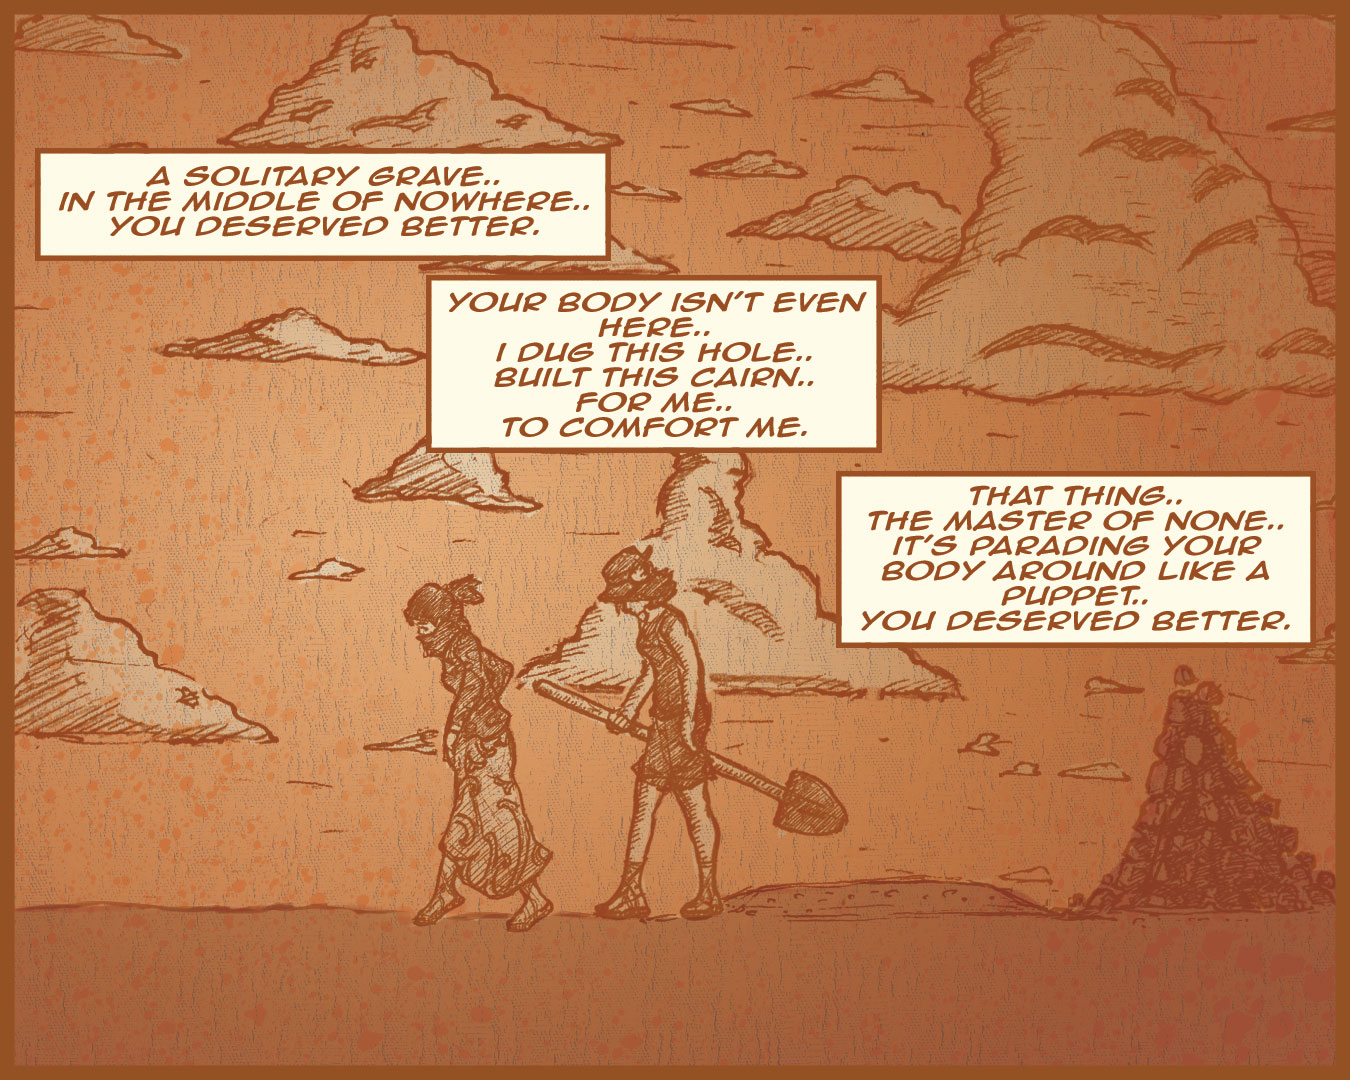 A SOLITARY GRAVE..
IN THE MIDDLE OF NOWHERE..
YOU DESERVED BETTER.
YOUR BODY ISN'T EVEN
HERE..
I DUG THIS HOLE..
BUILT THIS CAIRN..
FOR ME..
TO COMFORT ME.
THAT THING..
THE MASTER OF NONE..
IT'S PARADING YOUR
BODY AROUND LIKE A
PUPPET..
YOU DESERVED BETTER.